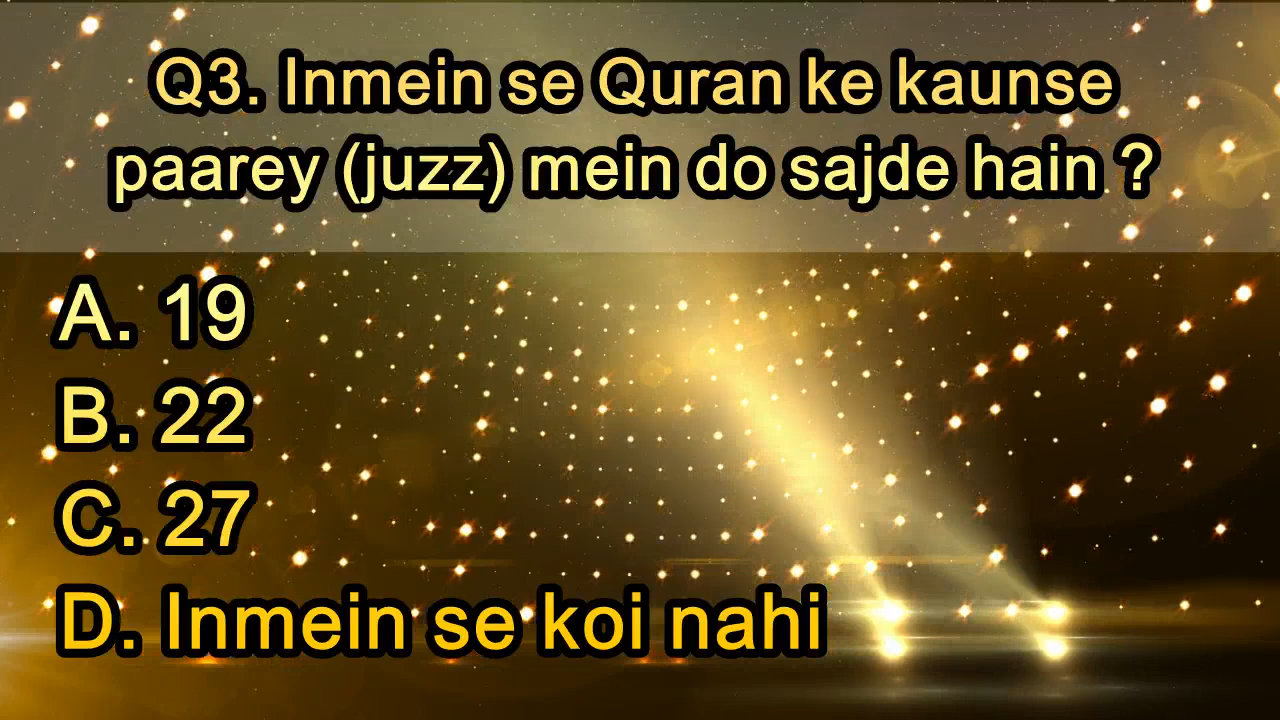 Q3. Inmein se Quran ke kaunse
paarey (juzz) mein do sajde hain ?
A. 19
B. 22
C. 27
D. Inmein se koi nahi